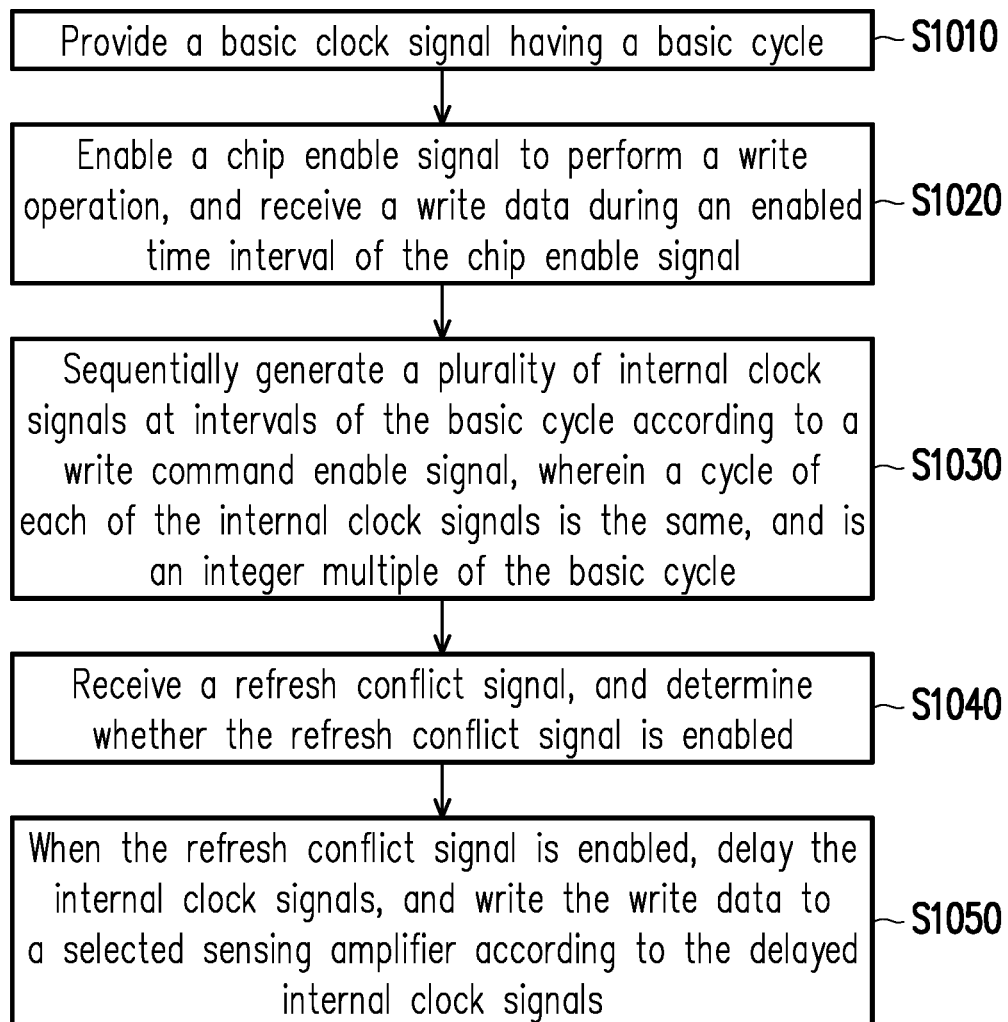 Provide a basic clock signal having a basic cycle
S1010
Enable a chip enable signal to perform a write
operation, and receive a write data during an enabled
time interval of the chip enable signal
S1020
Sequentially generate a plurality of internal clock
signals at intervals of the basic cycle according to a
write command enable signal, wherein a cycle of
each of the internal clock signals is the same, and is
an integer multiple of the basic cycle
S1030
Receive a refresh conflict signal, and determine
whether the refresh conflict signal is enabled
S1040
When the refresh conflict signal is enabled, delay the
internal clock signals, and write the write data to
a selected sensing amplifier according to the delayed
internal clock signals
S1050